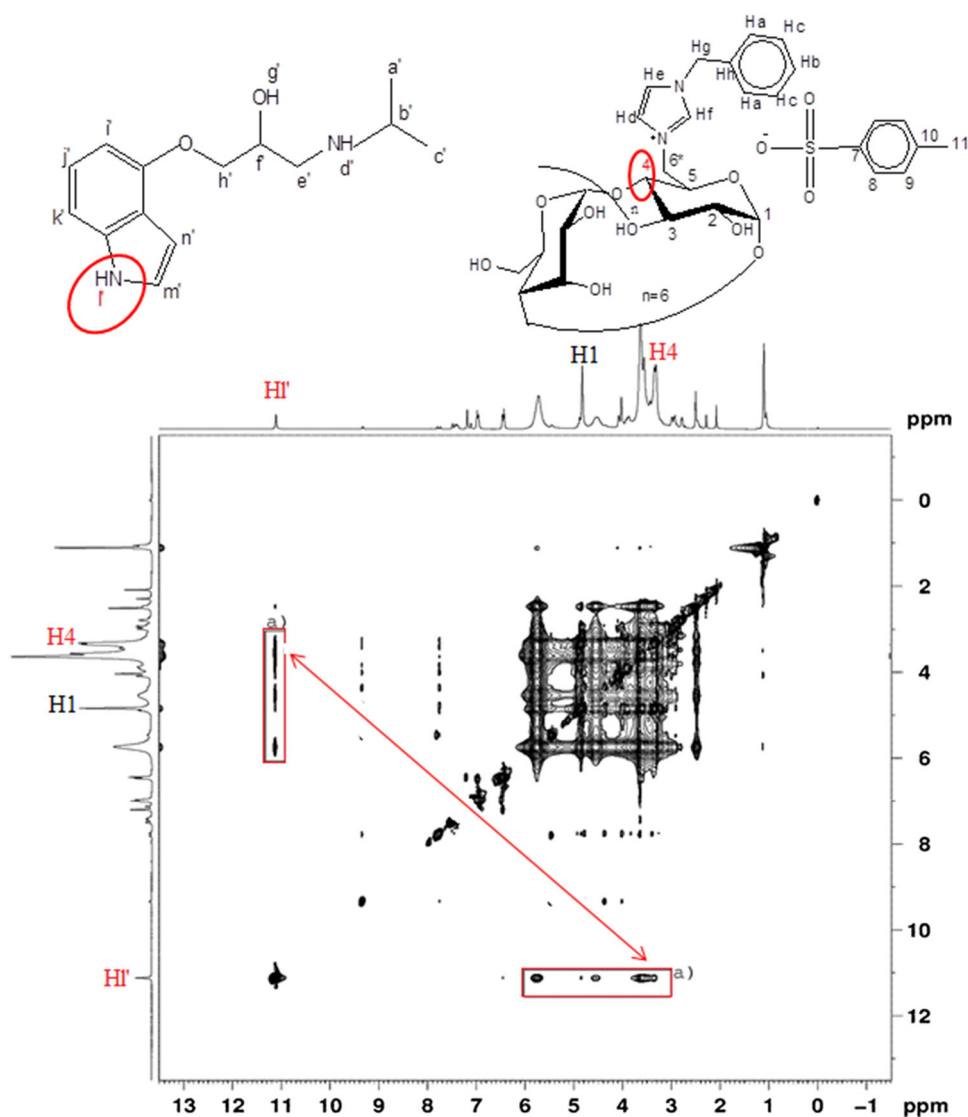 g'
OH
a'
b'
c'
NH
d'
e'
f
h'
O
i'
j'
k'
n'
m'
HN
l'
Ha
Hc
Hb
Hc
Ha
Hh
Hg
He
N
Hd
Hf
N
6*
4
5
O
O
S
O
O
-
7
8
9
10
11
O
O
n
OH
HO
3
2
OH
1
O
HO
OH
n=6
H1
H4
Hl'
ppm
0
2
4
6
8
10
12
H4
H1
Hl'
a)
a)
13 12 11 10 9 8 7 6 5 4 3 2 1 0 -1 ppm